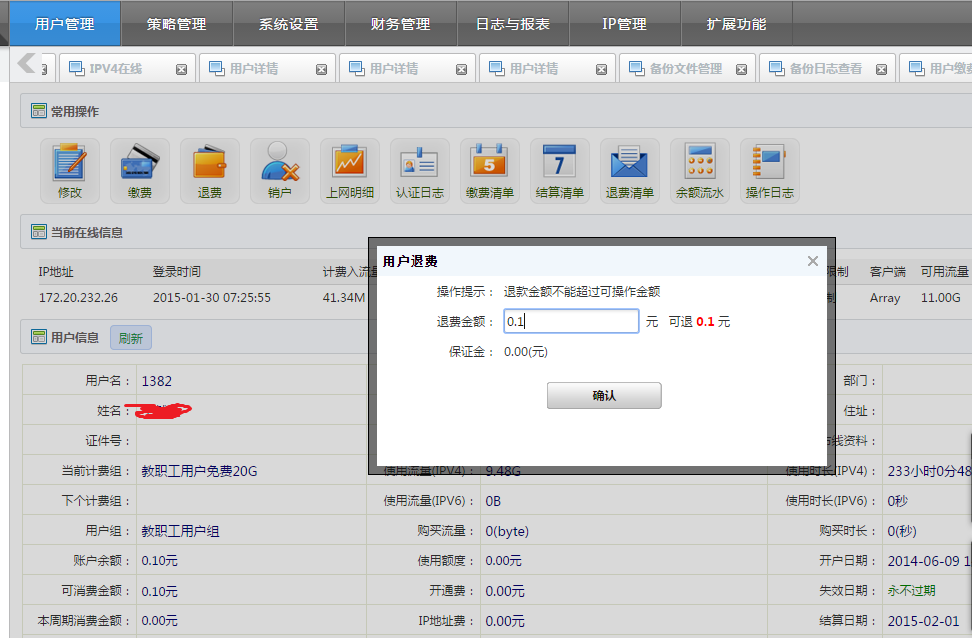 用户管理 策略管理 系统设置 财务管理 日志与报表 IP管理 扩展功能
IPV4在线 用户详情 用户详情 用户详情 备份文件管理 备份日志查看 用户缴费
常用操作
5 7
修改 缴费 退费 销户 上网明细 认证日志 缴费清单 结算清单 退费清单 余额流水 操作日志
当前在线信息
IP地址 登录时间 计费入流量 限制 客户端 可用流量
172.20.232.26 2015-01-30 07:25:55 41.34M 制 Array 11.00G
用户退费
操作提示： 退款金额不能超过可操作金额
退费金额： 0.1 元 可退 0.1 元
保证金： 0.00(元)
确认
用户信息 刷新
用户名： 1382 部门：
姓名： 住址：
证件号： 布线资料：
当前计费组： 教职工用户免费20G 使用流量(IPV4)： 9.48G 使用时长(IPV4)： 233小时0分48
下个计费组： 使用流量(IPV6)： 0B 使用时长(IPV6)： 0秒
用户组： 教职工用户组 购买流量： 0(byte) 购买时长： 0(秒)
账户余额： 0.10元 使用额度： 0.00元 开户日期： 2014-06-09 1
可消费金额： 0.10元 开通费： 0.00元 失效日期： 永不过期
本周期消费金额： 0.00元 IP地址费： 0.00元 结算日期： 2015-02-01